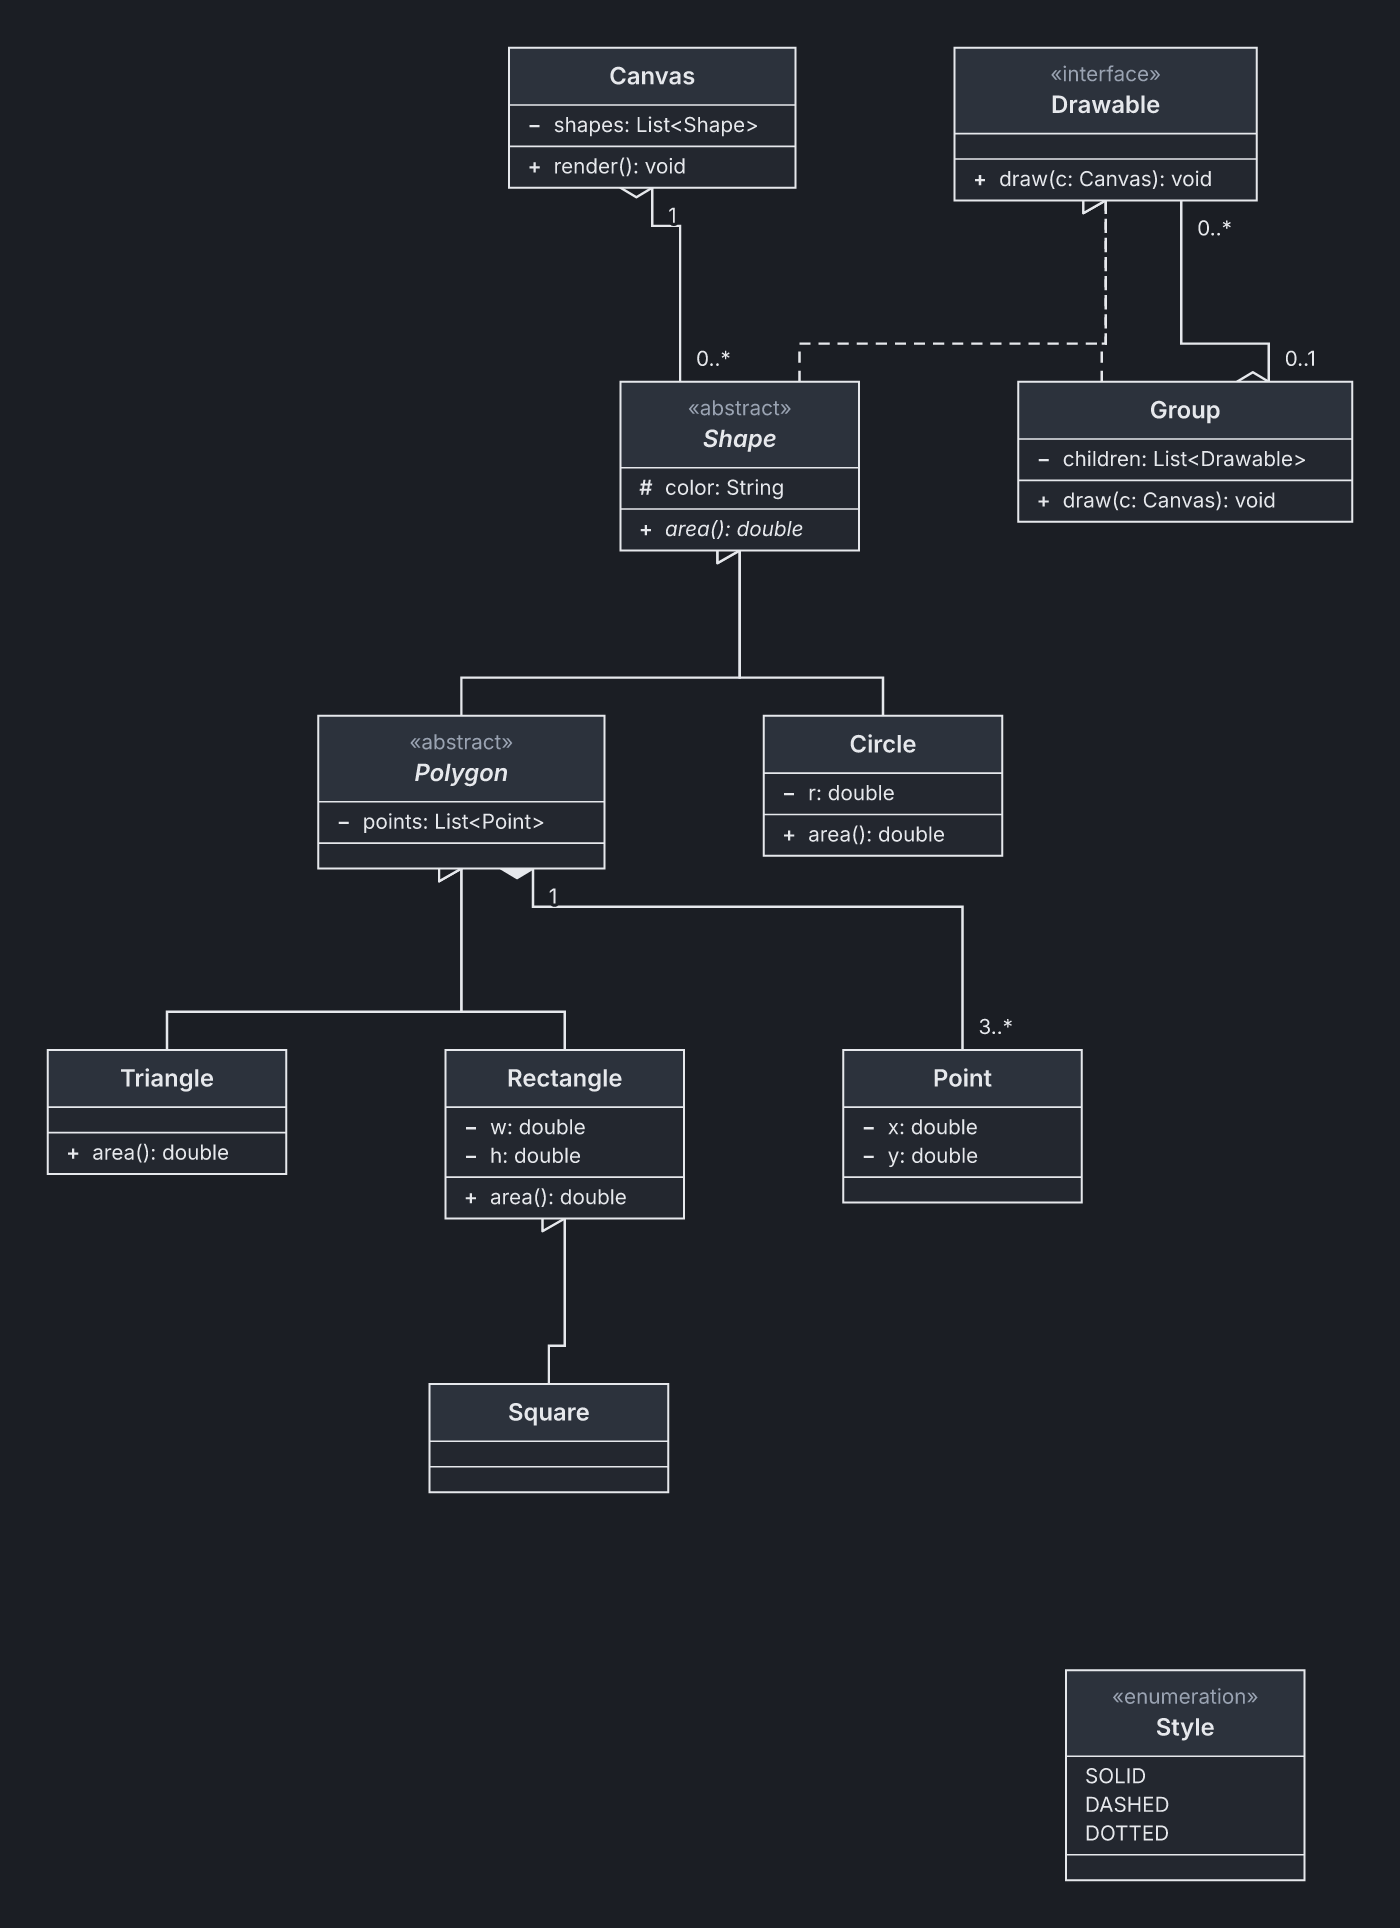 Canvas
− shapes: List<Shape>
+ render(): void
«interface»
Drawable
+ draw(c: Canvas): void
1
0..*
0..*
0..1
«abstract»
Shape
# color: String
+ area(): double
Group
− children: List<Drawable>
+ draw(c: Canvas): void
«abstract»
Polygon
− points: List<Point>
Circle
− r: double
+ area(): double
1
3..*
Triangle
+ area(): double
Rectangle
− w: double
− h: double
+ area(): double
Point
− x: double
− y: double
Square
«enumeration»
Style
SOLID
DASHED
DOTTED